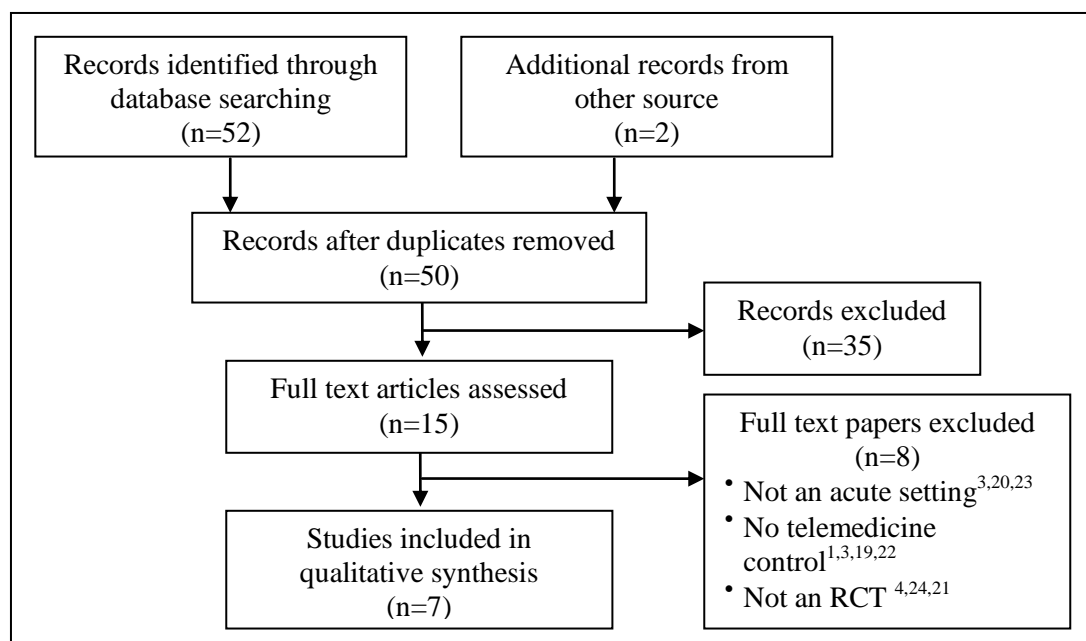 Records identified through
database searching
(n=52)
Additional records from
other source
(n=2)
Records after duplicates removed
(n=50)
Records excluded
(n=35)
Full text articles assessed
(n=15)
Full text papers excluded
(n=8)
• Not an acute setting3,20,23
• No telemedicine
control1,3,19,22
• Not an RCT 4,24,21
Studies included in
qualitative synthesis
(n=7)